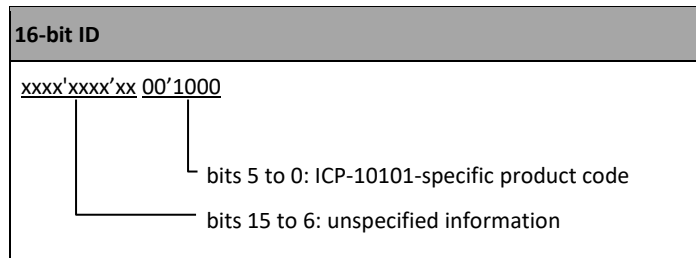 16-bit ID
xxxx'xxxx’xx 00’1000
bits 5 to 0: ICP-10101-specific product code
bits 15 to 6: unspecified information